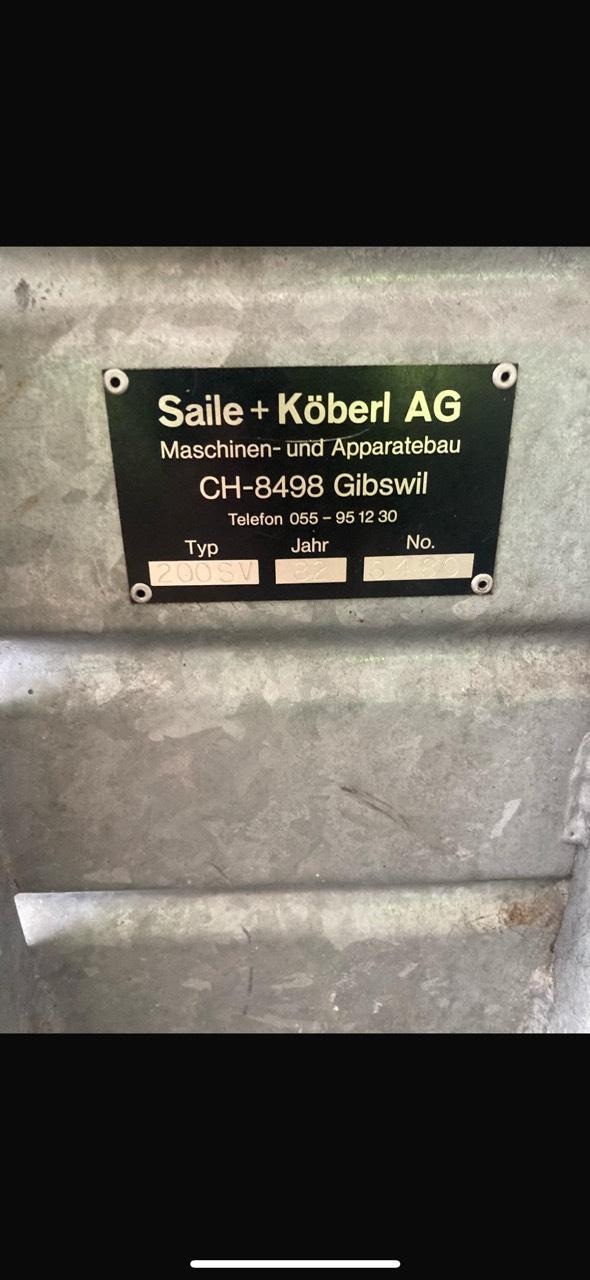 Saile + Köberl AG
Maschinen- und Apparatebau
CH-8498 Gibswil
Telefon 055 – 95 12 30
Typ Jahr No.
200SV 82